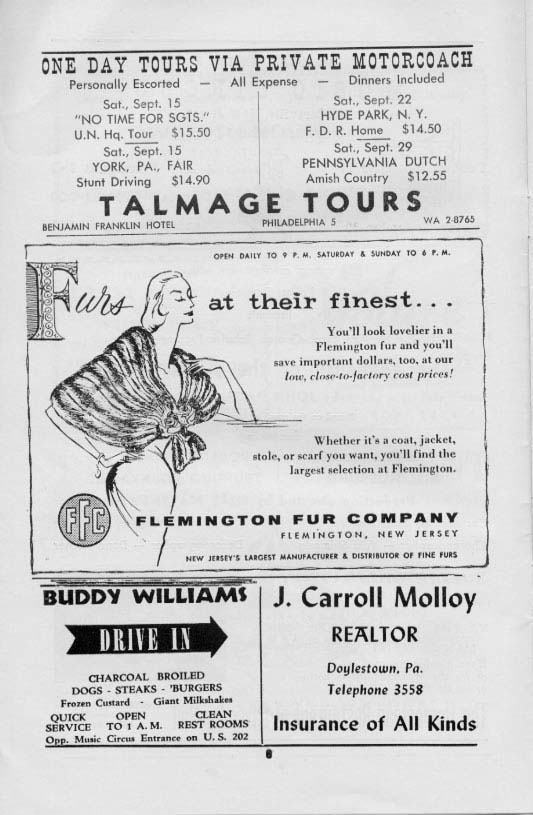 ONE DAY TOURS VIA PRIVATE MOTORCOACH
Personally Escorted — All Expense — Dinners Included
Sat., Sept. 15
"NO TIME FOR SGTS."
U.N. Hq. Tour $15.50
Sat., Sept. 15
YORK, PA., FAIR
Stunt Driving $14.90
Sat., Sept. 22
HYDE PARK, N. Y.
F. D. R. Home $14.50
Sat., Sept. 29
PENNSYLVANIA DUTCH
Amish Country $12.55
TALMAGE TOURS
BENJAMIN FRANKLIN HOTEL PHILADELPHIA 5 WA 2-8765
OPEN DAILY TO 9 P. M. SATURDAY & SUNDAY TO 6 P. M.
Furs at their finest...
You'll look lovelier in a
Flemington fur and you'll
save important dollars, too, at our
low, close-to-factory cost prices!
Whether it's a coat, jacket,
stole, or scarf you want, you'll find the
largest selection at Flemington.
FFC
FLEMINGTON FUR COMPANY
FLEMINGTON, NEW JERSEY
NEW JERSEY'S LARGEST MANUFACTURER & DISTRIBUTOR OF FINE FURS
BUDDY WILLIAMS
DRIVE IN
CHARCOAL BROILED
DOGS - STEAKS - 'BURGERS
Frozen Custard - Giant Milkshakes
QUICK OPEN CLEAN
SERVICE TO 1 A. M. REST ROOMS
Opp. Music Circus Entrance on U. S. 202
J. Carroll Molloy
REALTOR
Doylestown, Pa.
Telephone 3558
Insurance of All Kinds
6